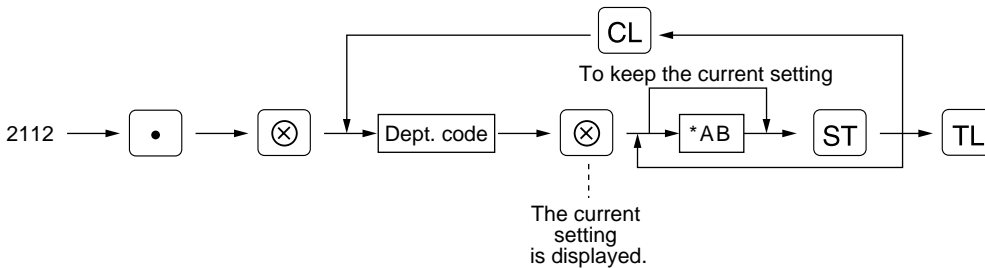 CL
To keep the current setting
2112 • ⊗ Dept. code ⊗ *AB ST TL
The current
setting
is displayed.